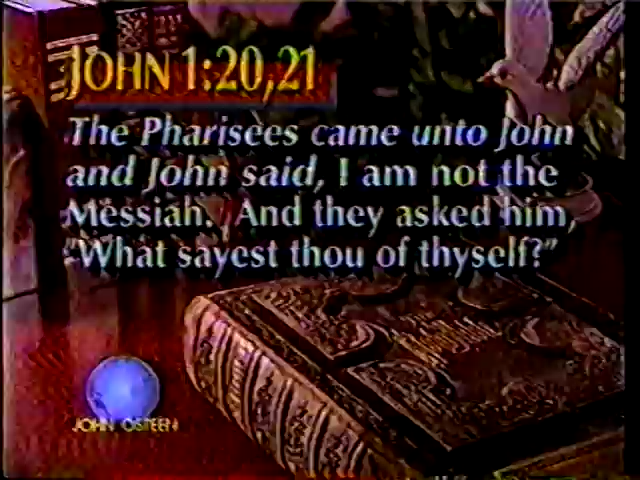 JOHN 1:20,21
The Pharisees came unto John
and John said, I am not the
Messiah. And they asked him,
"What sayest thou of thyself?"
JOHN OSTEEN